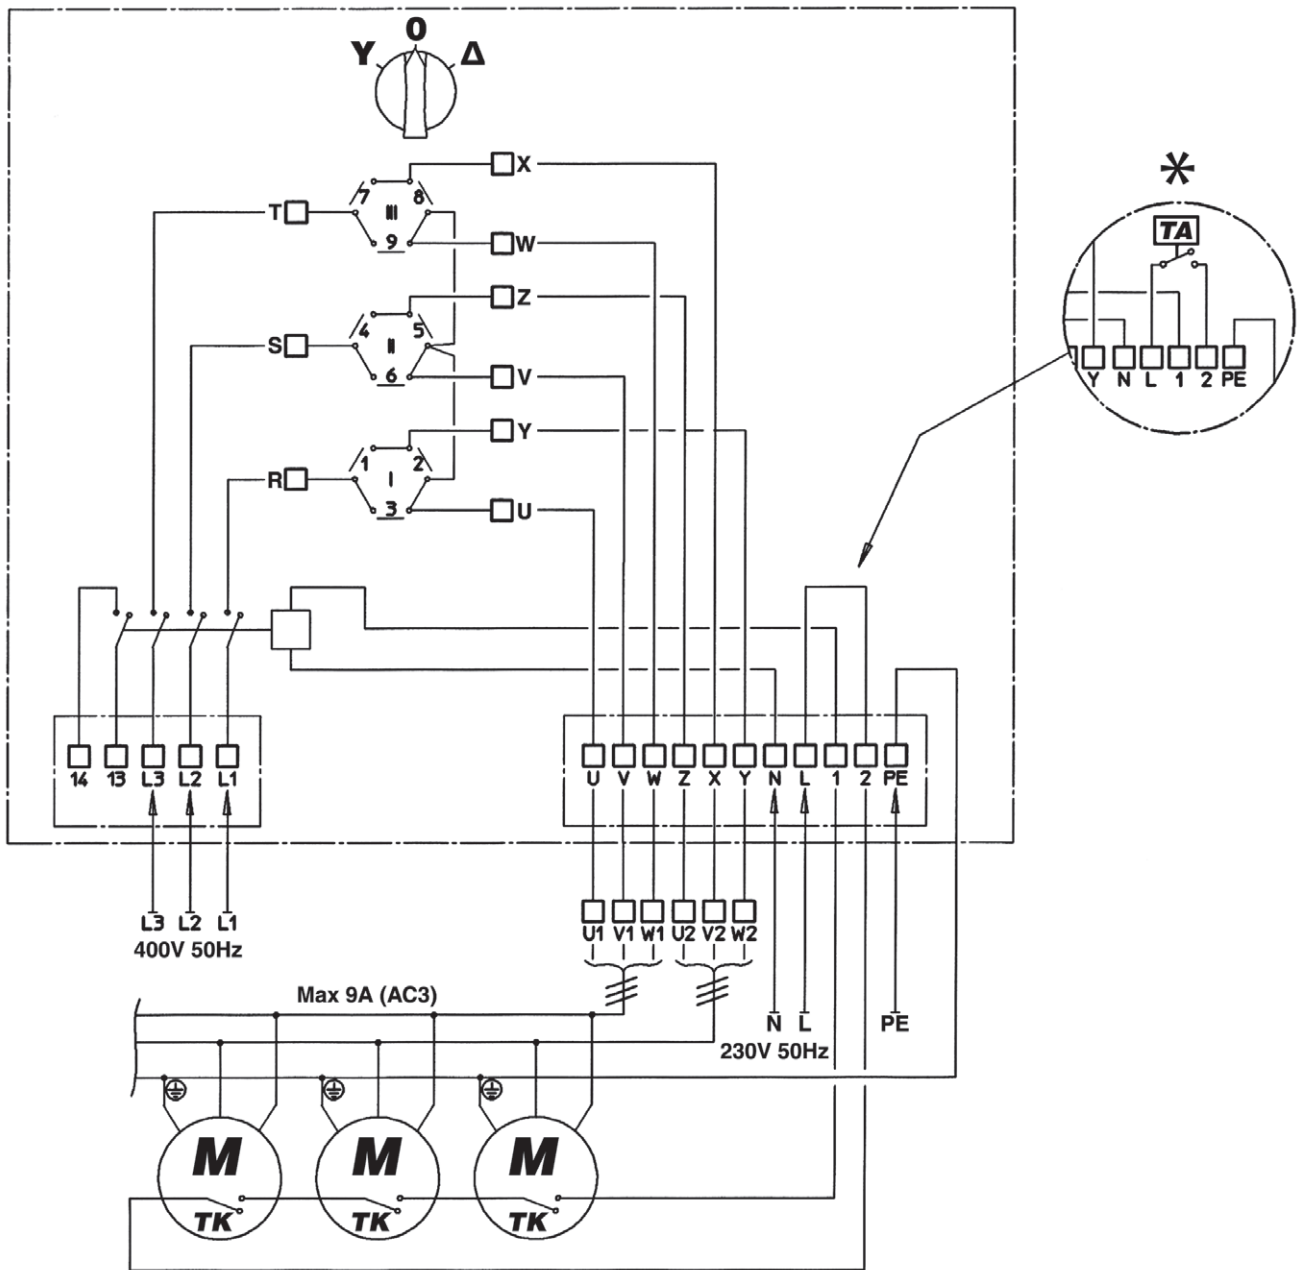 O
Y Δ
X
7 8
T III
9 W
*
TA
Z
4 5
S II
6 V
Y N L 1 2 PE
Y
1 2
R I
3 U
14 13 L3 L2 L1
U V W Z X Y N L 1 2 PE
L3 L2 L1
400V 50Hz
U1 V1 W1 U2 V2 W2
Max 9A (AC3)
N L PE
230V 50Hz
M M M
TK TK TK